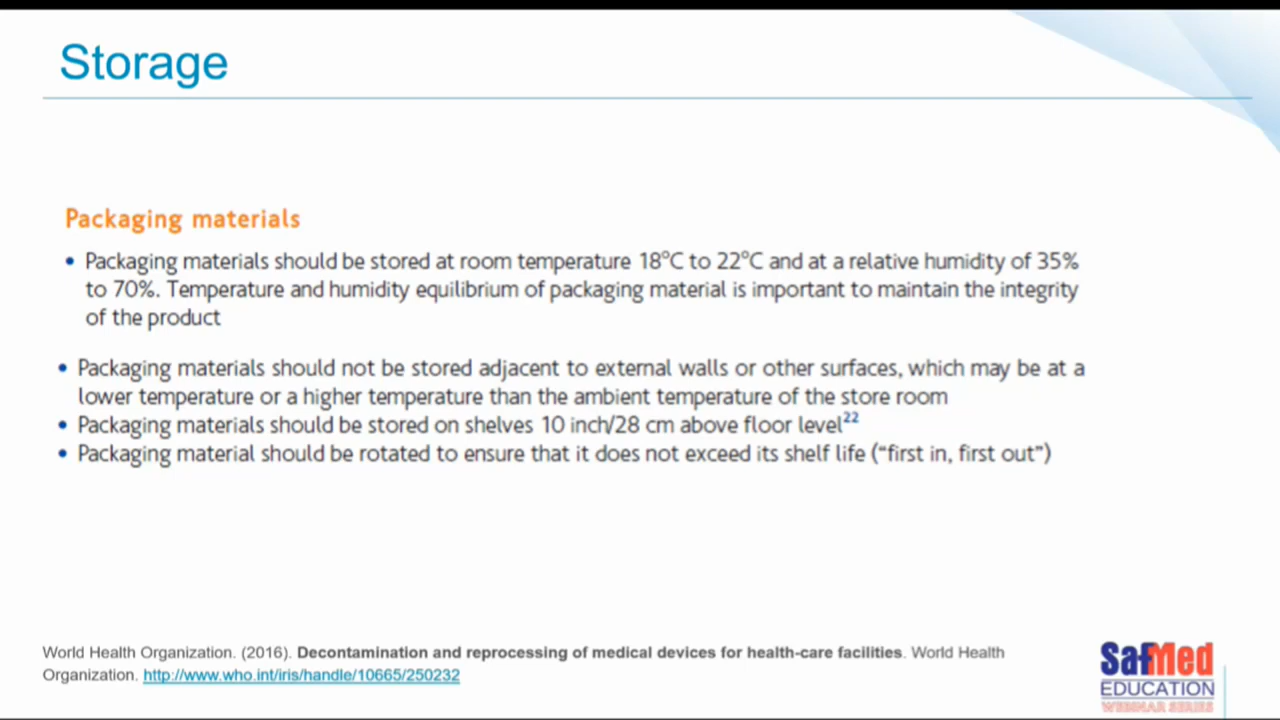 Storage
Packaging materials
• Packaging materials should be stored at room temperature 18°C to 22°C and at a relative humidity of 35%
to 70%. Temperature and humidity equilibrium of packaging material is important to maintain the integrity
of the product
• Packaging materials should not be stored adjacent to external walls or other surfaces, which may be at a
lower temperature or a higher temperature than the ambient temperature of the store room
• Packaging materials should be stored on shelves 10 inch/28 cm above floor level22
• Packaging material should be rotated to ensure that it does not exceed its shelf life (“first in, first out”)
World Health Organization. (2016). Decontamination and reprocessing of medical devices for health-care facilities. World Health
Organization. http://www.who.int/iris/handle/10665/250232
SafMed
EDUCATION
WEBINAR SERIES